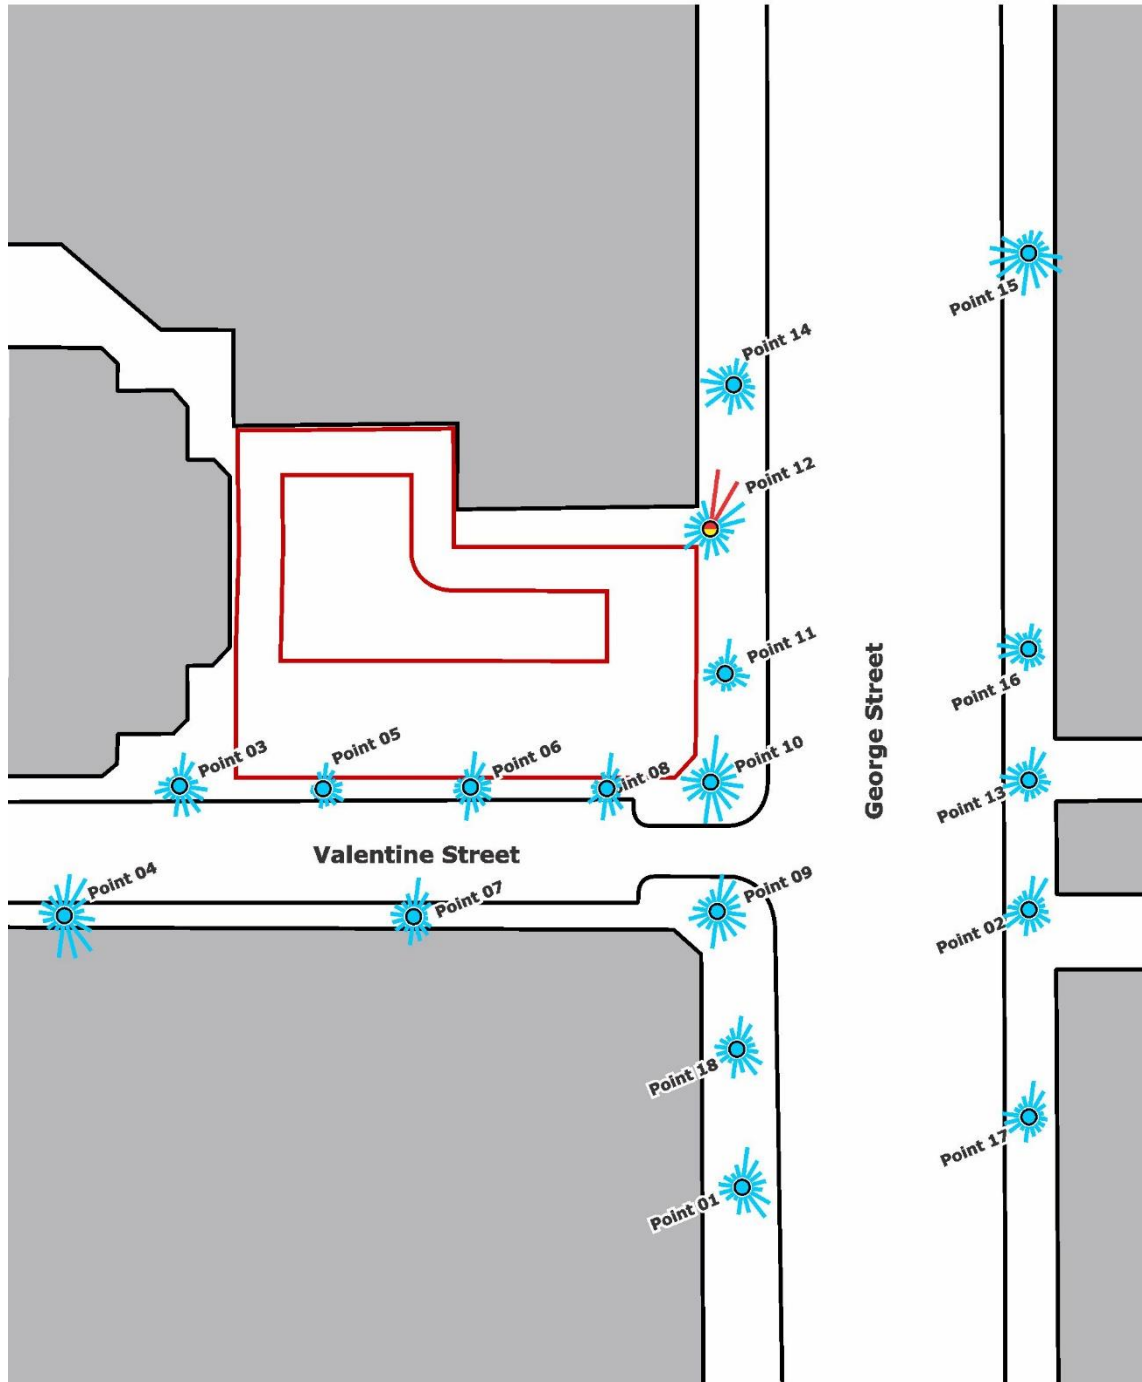 Point 15
Point 14
Point 12
Point 11
Point 16
Point 03
Point 05
Point 06
Point 08
Point 10
Point 13
George Street
Valentine Street
Point 04
Point 07
Point 09
Point 02
Point 18
Point 17
Point 01